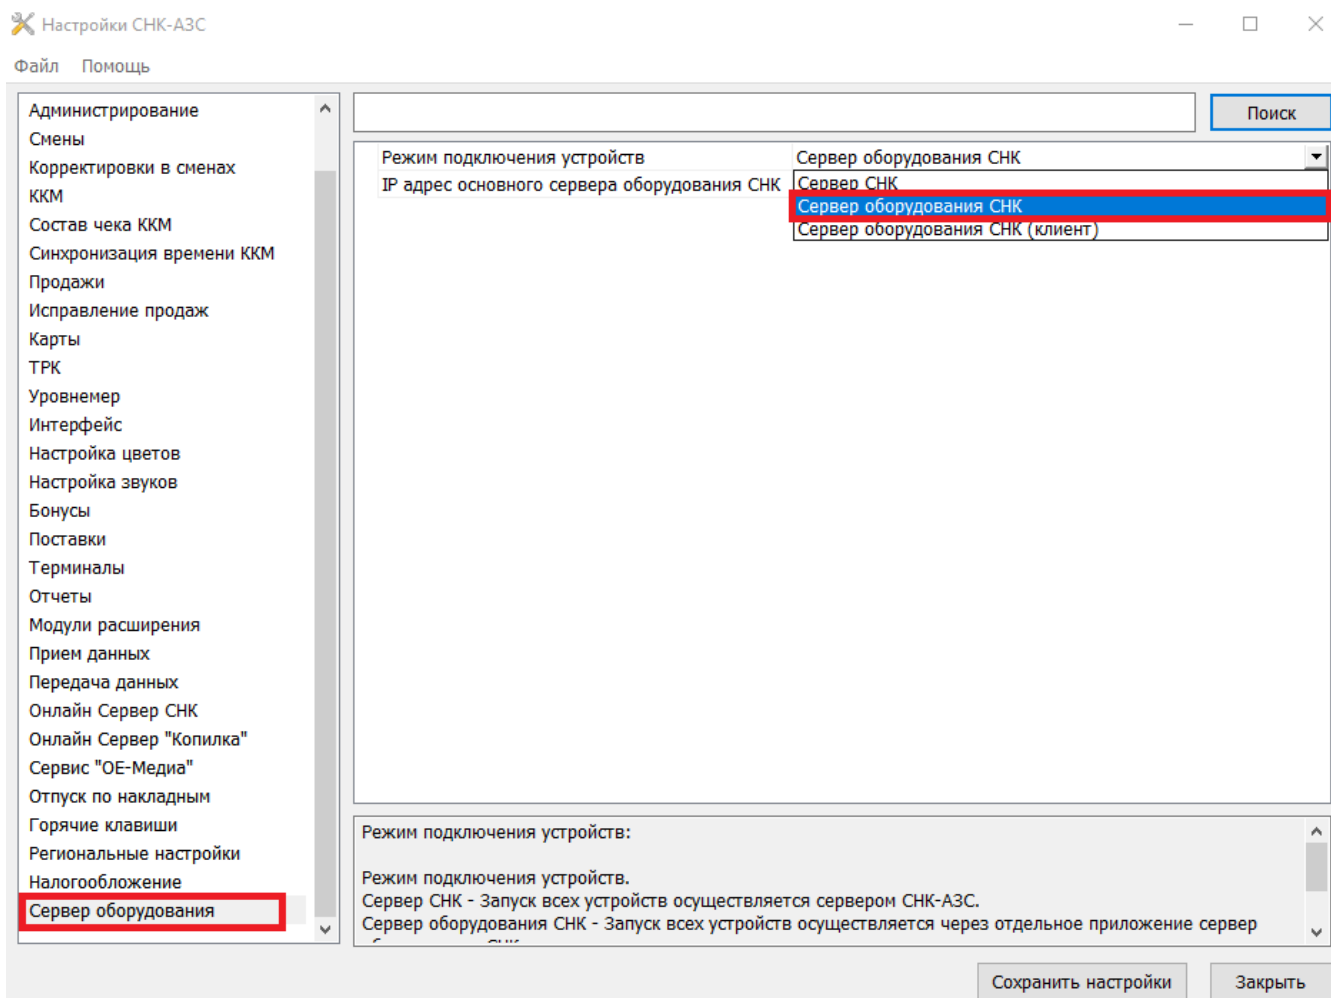 Настройки СНК-АЗС
Файл Помощь
Администрирование
Смены
Корректировки в сменах
ККМ
Состав чека ККМ
Синхронизация времени ККМ
Продажи
Исправление продаж
Карты
ТРК
Уровнемер
Интерфейс
Настройка цветов
Настройка звуков
Бонусы
Поставки
Терминалы
Отчеты
Модули расширения
Прием данных
Передача данных
Онлайн Сервер СНК
Онлайн Сервер "Копилка"
Сервис "ОЕ-Медиа"
Отпуск по накладным
Горячие клавиши
Региональные настройки
Налогообложение
Сервер оборудования
Поиск
Режим подключения устройств Сервер оборудования СНК
IP адрес основного сервера оборудования СНК
Сервер СНК
Сервер оборудования СНК
Сервер оборудования СНК (клиент)
Режим подключения устройств:
Режим подключения устройств.
Сервер СНК - Запуск всех устройств осуществляется сервером СНК-АЗС.
Сервер оборудования СНК - Запуск всех устройств осуществляется через отдельное приложение сервер
Сохранить настройки Закрыть